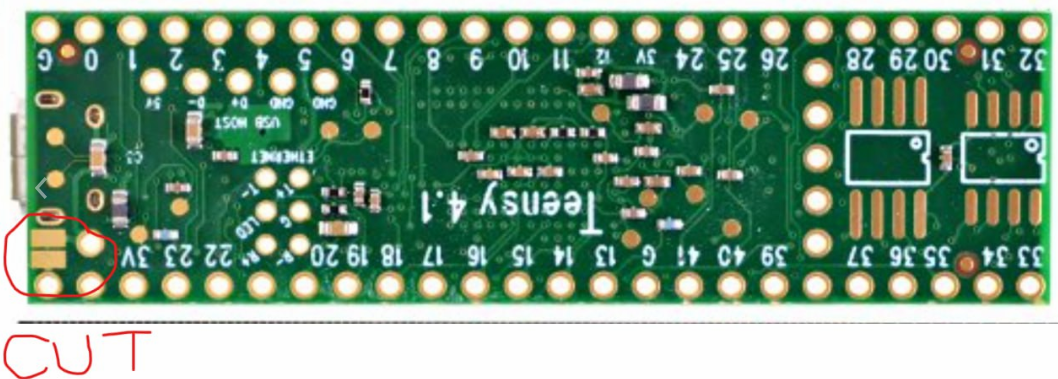 G 0 1 2 3 4 5 6 7 8 9 10 11 12 3V 24 25 26 28 29 30 31 32
5V D- D+ GND GND
USB HOST
ETHERNET
T- T+
LED G
R+ R-
Teensy 4.1
3V 23 22 20 19 18 17 16 15 14 13 G 41 40 39 37 36 35 34 33
CUT